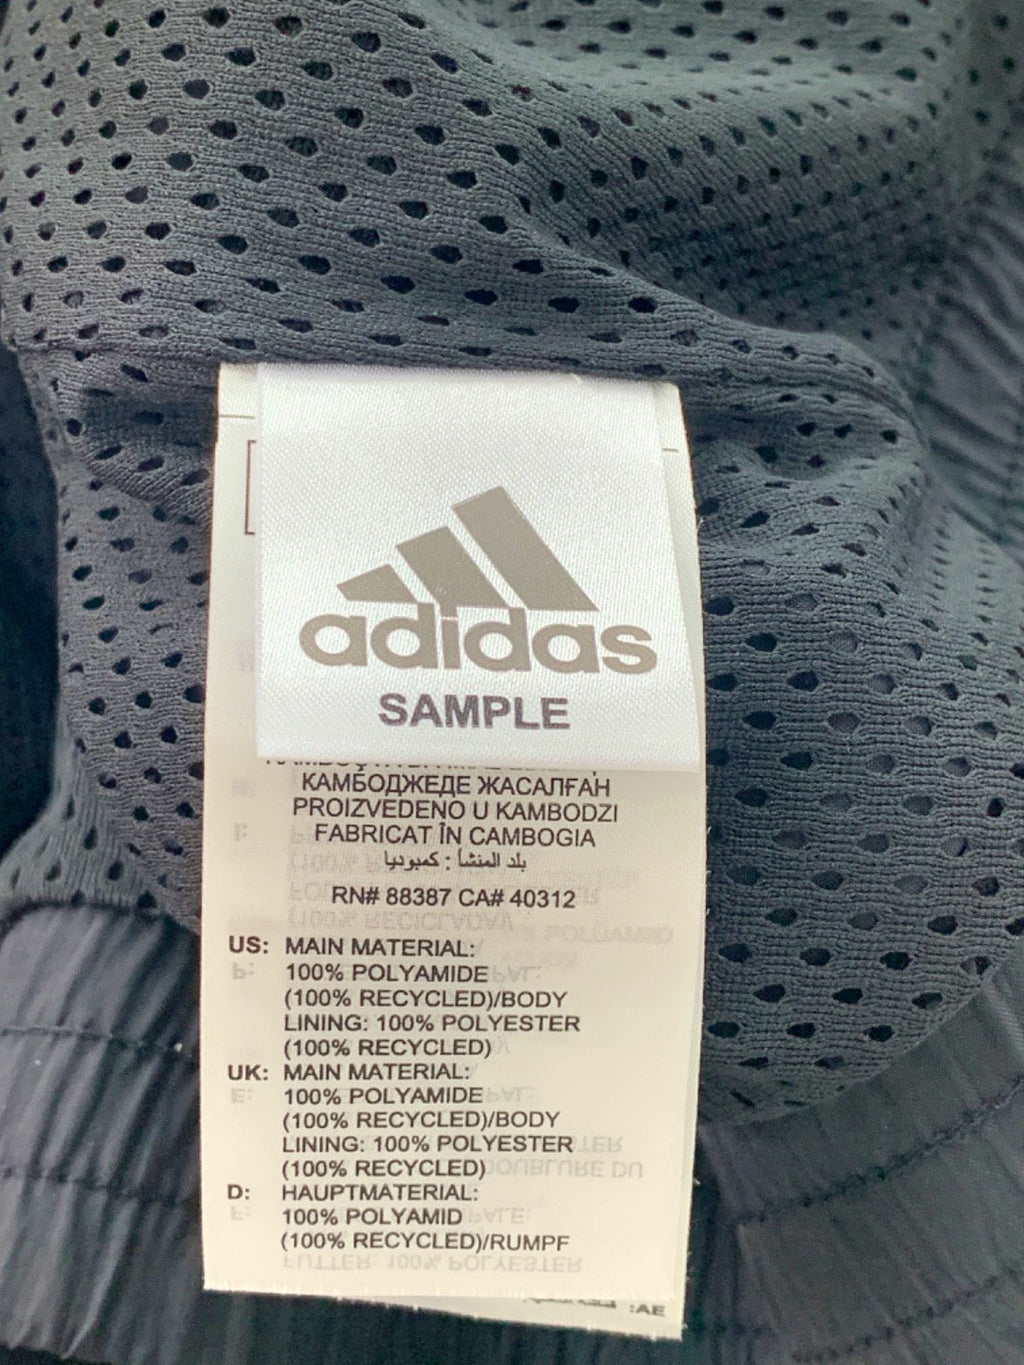 adidas
SAMPLE
КАМБОДЖЕДЕ ЖАСАЛҒАН
PROIZVEDENO U KAMBODZI
FABRICAT ÎN CAMBOGIA
بلد المنشأ : كمبوديا
RN# 88387 CA# 40312
US: MAIN MATERIAL:
100% POLYAMIDE
(100% RECYCLED)/BODY
LINING: 100% POLYESTER
(100% RECYCLED)
UK: MAIN MATERIAL:
100% POLYAMIDE
(100% RECYCLED)/BODY
LINING: 100% POLYESTER
(100% RECYCLED)
D: HAUPTMATERIAL:
100% POLYAMID
(100% RECYCLED)/RUMPF
:AE